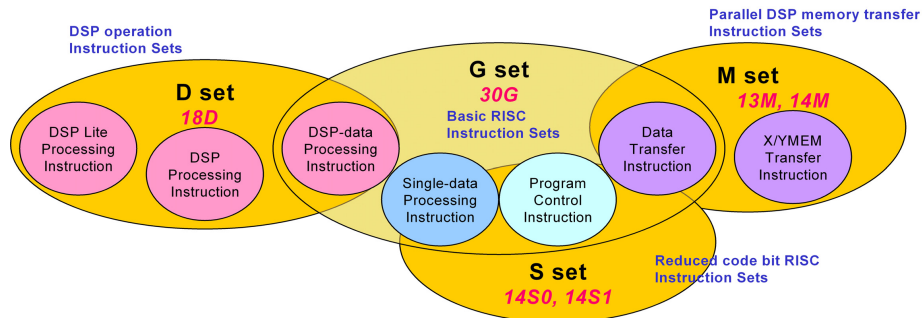 DSP operation
Instruction Sets
Parallel DSP memory transfer
Instruction Sets
G set
30G
Basic RISC
Instruction Sets
D set
18D
M set
13M, 14M
DSP Lite
Processing
Instruction
DSP
Processing
Instruction
DSP-data
Processing
Instruction
Single-data
Processing
Instruction
Program
Control
Instruction
Data
Transfer
Instruction
X/YMEM
Transfer
Instruction
S set
14S0, 14S1
Reduced code bit RISC
Instruction Sets